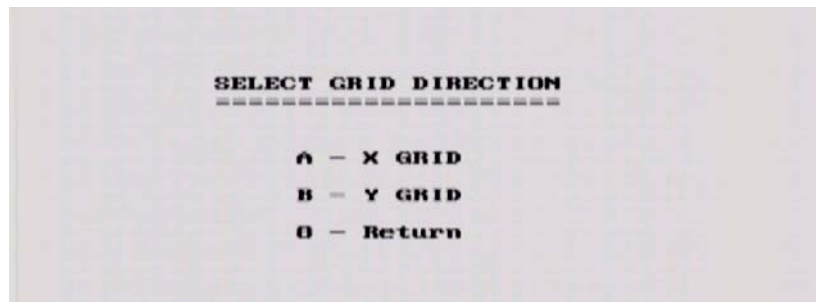 SELECT GRID DIRECTION
=========================
A - X GRID
B - Y GRID
0 - Return